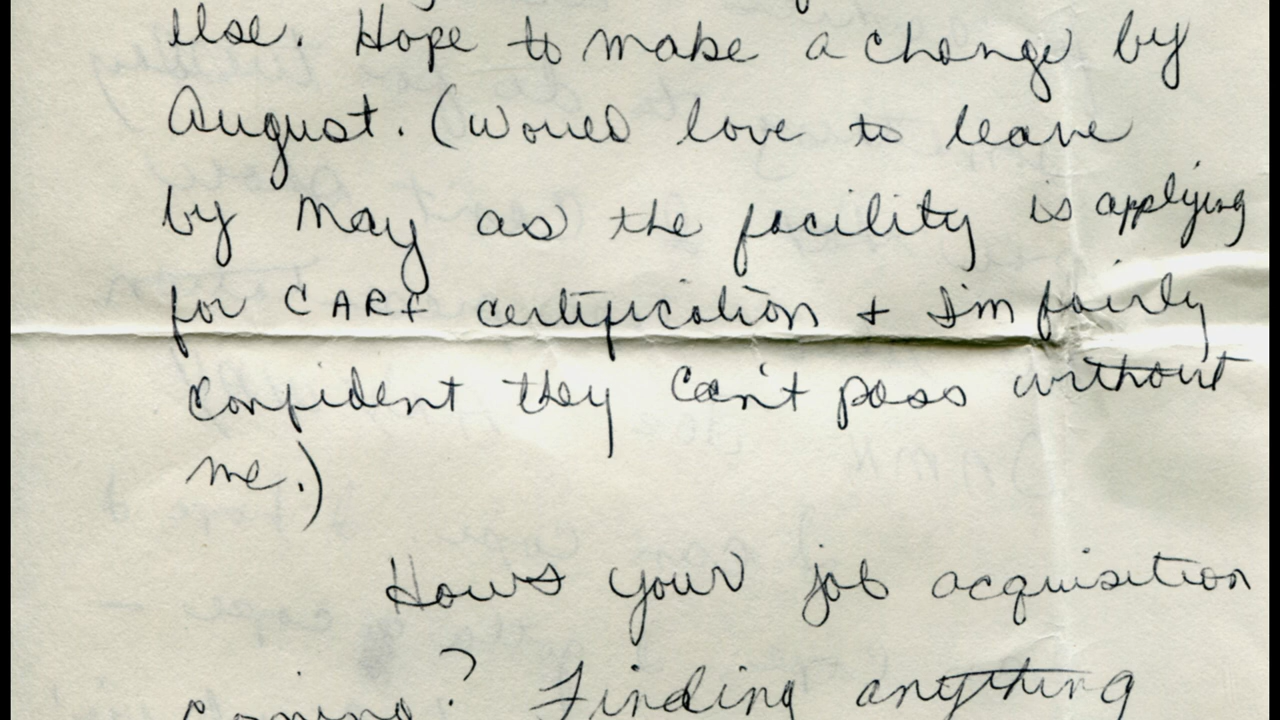 else. Hope to make a change by
August. (Would love to leave
by May as the facility is applying
for CARF certification + I'm fairly
confident they can't pass without
me.)
How's your job acquisition
coming? Finding anything